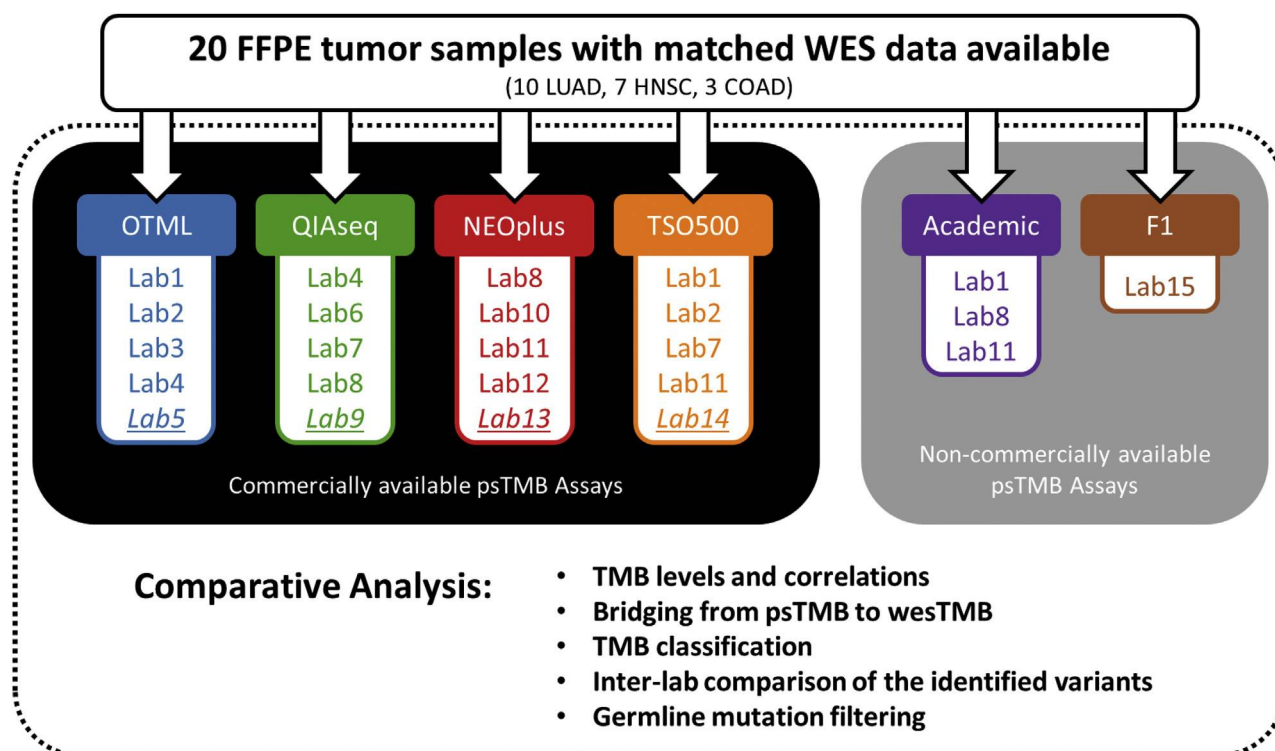 20 FFPE tumor samples with matched WES data available
(10 LUAD, 7 HNSC, 3 COAD)
OTML
Lab1
Lab2
Lab3
Lab4
Lab5
QIAseq
Lab4
Lab6
Lab7
Lab8
Lab9
NEOplus
Lab8
Lab10
Lab11
Lab12
Lab13
TSO500
Lab1
Lab2
Lab7
Lab11
Lab14
Commercially available psTMB Assays
Academic
Lab1
Lab8
Lab11
F1
Lab15
Non-commercially available
psTMB Assays
Comparative Analysis:
• TMB levels and correlations
• Bridging from psTMB to wesTMB
• TMB classification
• Inter-lab comparison of the identified variants
• Germline mutation filtering